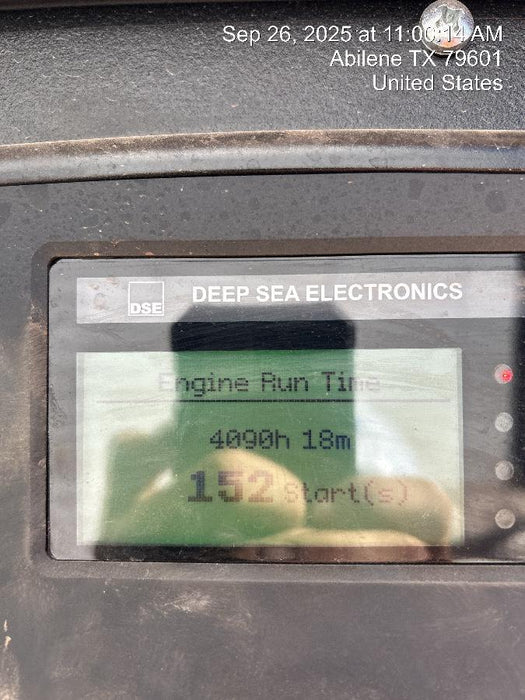 Sep 26, 2025 at 11:00:14 AM
Abilene TX 79601
United States
DSE
DEEP SEA ELECTRONICS
Engine Run Time
4090h 18m
152 Start(s)